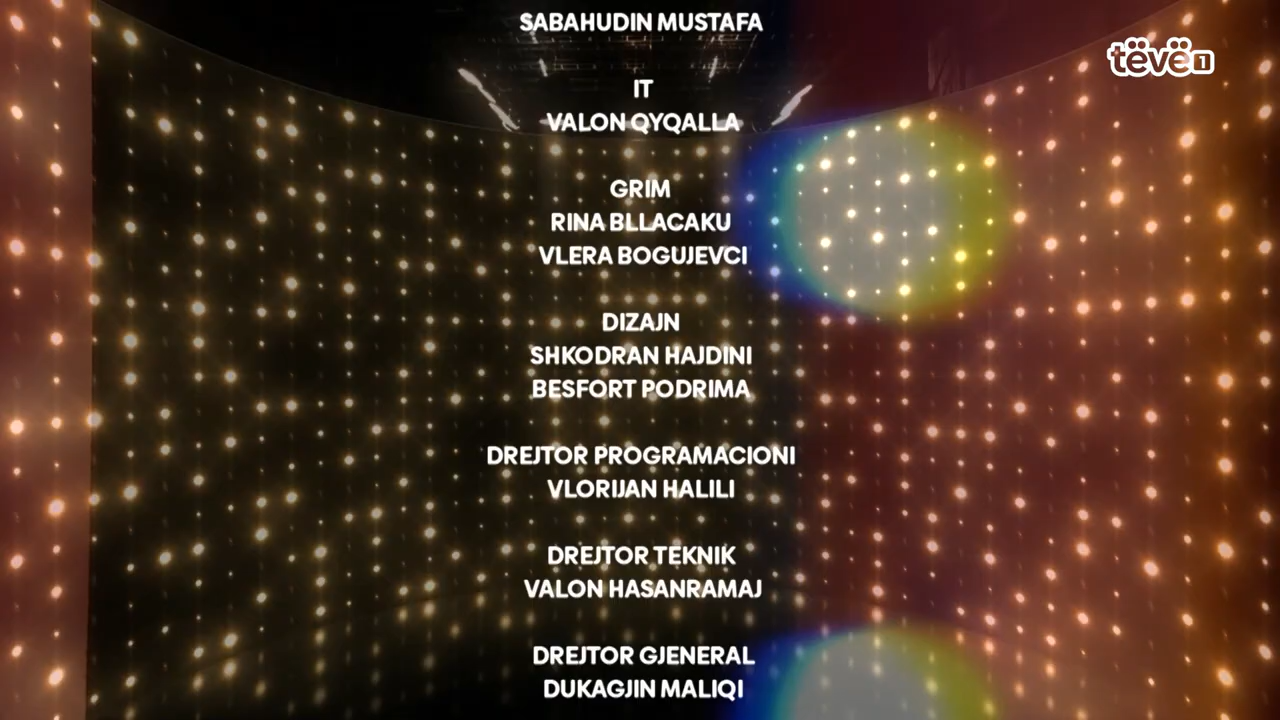 SABAHUDIN MUSTAFA
tëvë1
IT
VALON QYQALLA
GRIM
RINA BLLACAKU
VLERA BOGUJEVCI
DIZAJN
SHKODRAN HAJDINI
BESFORT PODRIMA
DREJTOR PROGRAMACIONI
VLORIJAN HALILI
DREJTOR TEKNIK
VALON HASANRAMAJ
DREJTOR GJENERAL
DUKAGJIN MALIQI